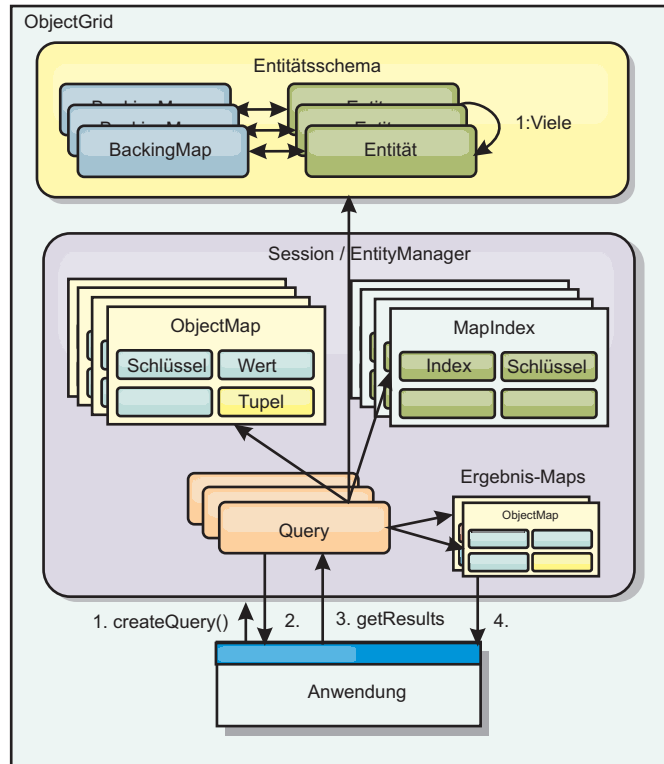 ObjectGrid
Entitätsschema
BackingMap
Entität
1:Viele
Session / EntityManager
ObjectMap
Schlüssel
Wert
Tupel
MapIndex
Index
Schlüssel
Query
Ergebnis-Maps
ObjectMap
1. createQuery()
2.
3. getResults
4.
Anwendung